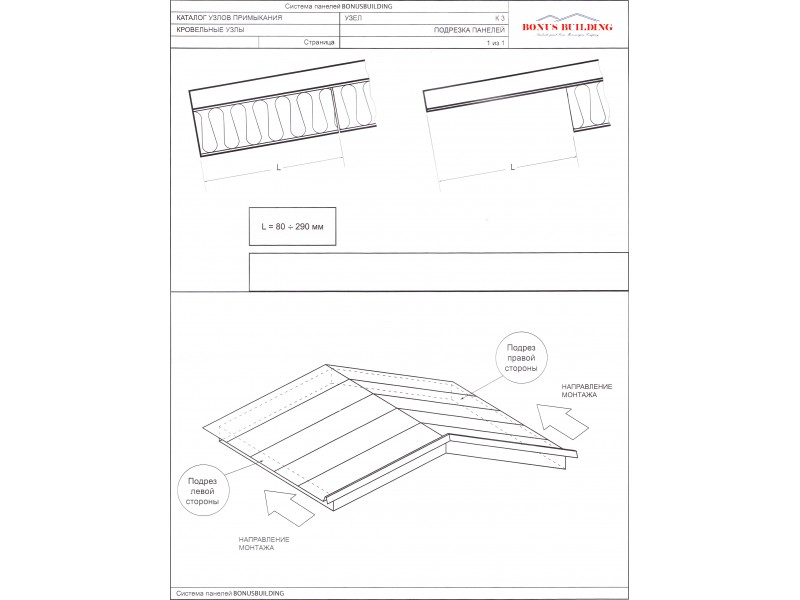 Система панелей BONUSBUILDING
КАТАЛОГ УЗЛОВ ПРИМЫКАНИЯ УЗЕЛ К 3
КРОВЕЛЬНЫЕ УЗЛЫ ПОДРЕЗКА ПАНЕЛЕЙ
Страница 1 из 1
BONUS BUILDING
L
L
L = 80 ÷ 290 мм
Подрез
правой
стороны
НАПРАВЛЕНИЕ
МОНТАЖА
Подрез
левой
стороны
НАПРАВЛЕНИЕ
МОНТАЖА
Система панелей BONUSBUILDING